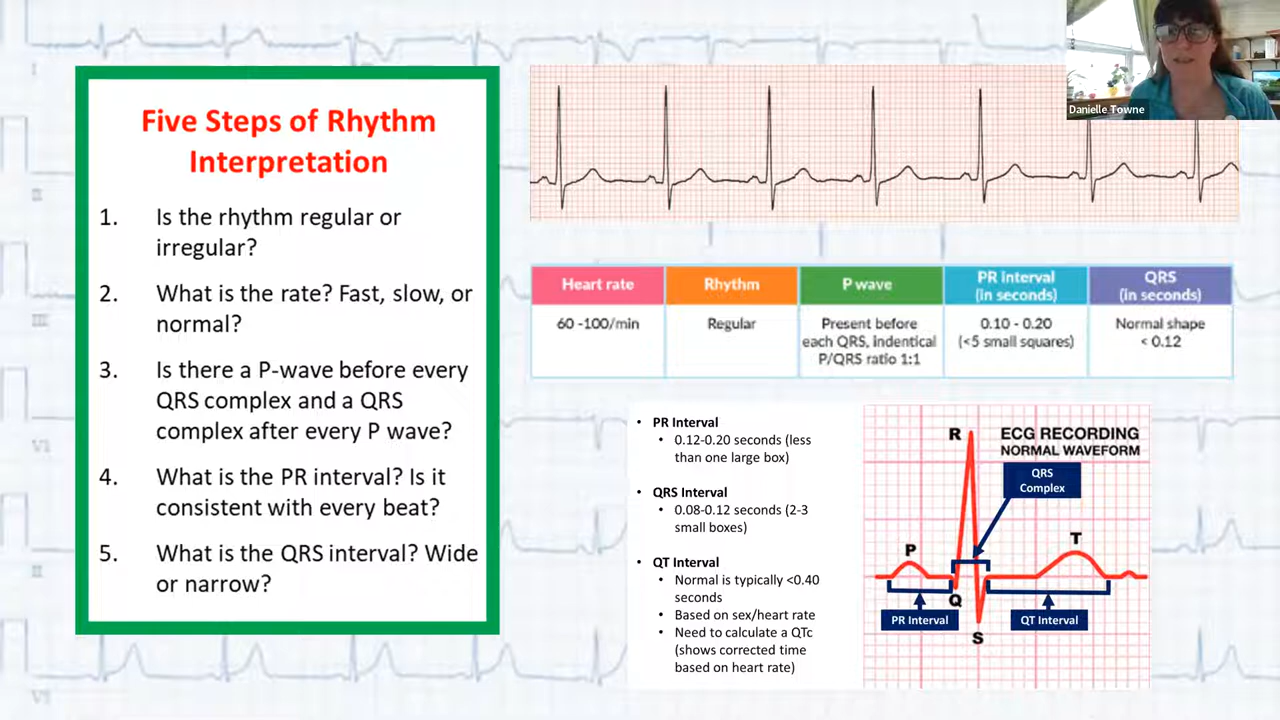 Danielle Towne
Five Steps of Rhythm
Interpretation
1. Is the rhythm regular or
irregular?
2. What is the rate? Fast, slow, or
normal?
3. Is there a P-wave before every
QRS complex and a QRS
complex after every P wave?
4. What is the PR interval? Is it
consistent with every beat?
5. What is the QRS interval? Wide
or narrow?
Heart rate
Rhythm
P wave
PR interval
(in seconds)
QRS
(in seconds)
60 -100/min
Regular
Present before
each QRS, indentical
P/QRS ratio 1:1
0.10 - 0.20
(<5 small squares)
Normal shape
< 0.12
• PR Interval
• 0.12-0.20 seconds (less
than one large box)
• QRS Interval
• 0.08-0.12 seconds (2-3
small boxes)
• QT Interval
• Normal is typically <0.40
seconds
• Based on sex/heart rate
• Need to calculate a QTc
(shows corrected time
based on heart rate)
R
ECG RECORDING
NORMAL WAVEFORM
QRS
Complex
P
T
Q
PR Interval
QT Interval
S
I
II
III
V1
II